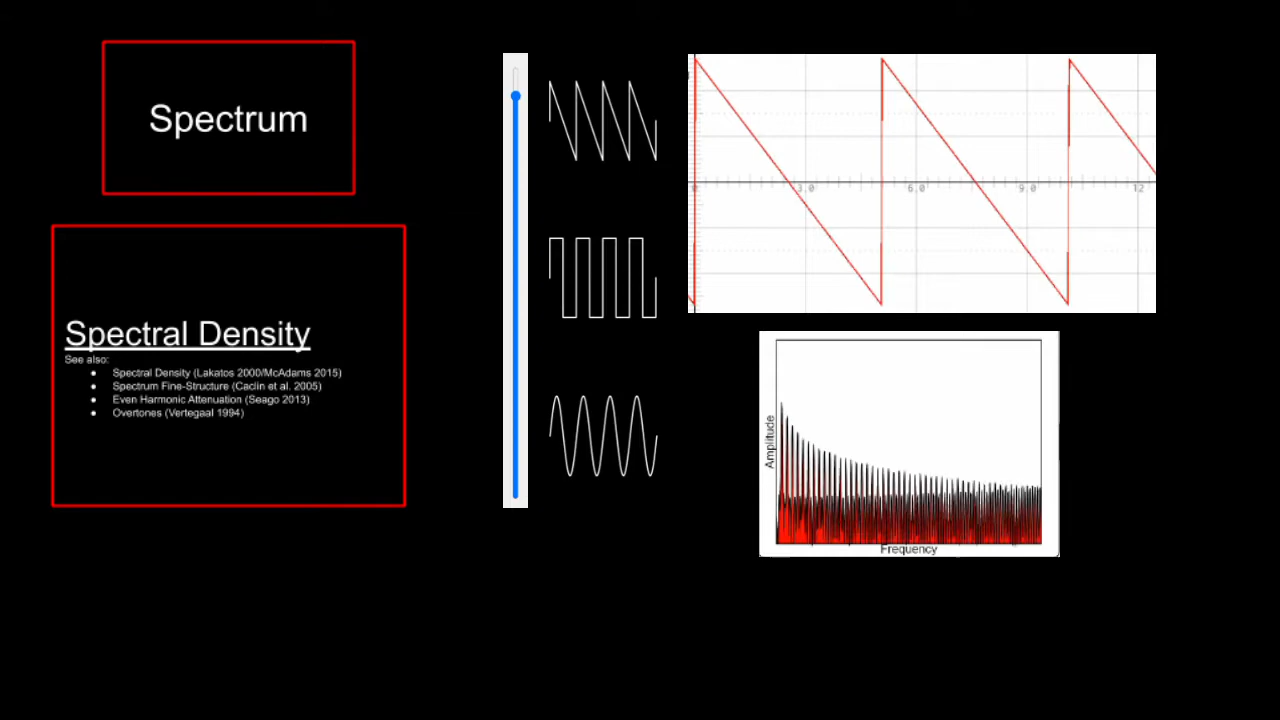 Spectrum
Spectral Density
See also:
● Spectral Density (Lakatos 2000/McAdams 2015)
● Spectrum Fine-Structure (Caclin et al. 2005)
● Even Harmonic Attenuation (Seago 2013)
● Overtones (Vertegaal 1994)
3.0 6.0 9.0 12
Amplitude
Frequency